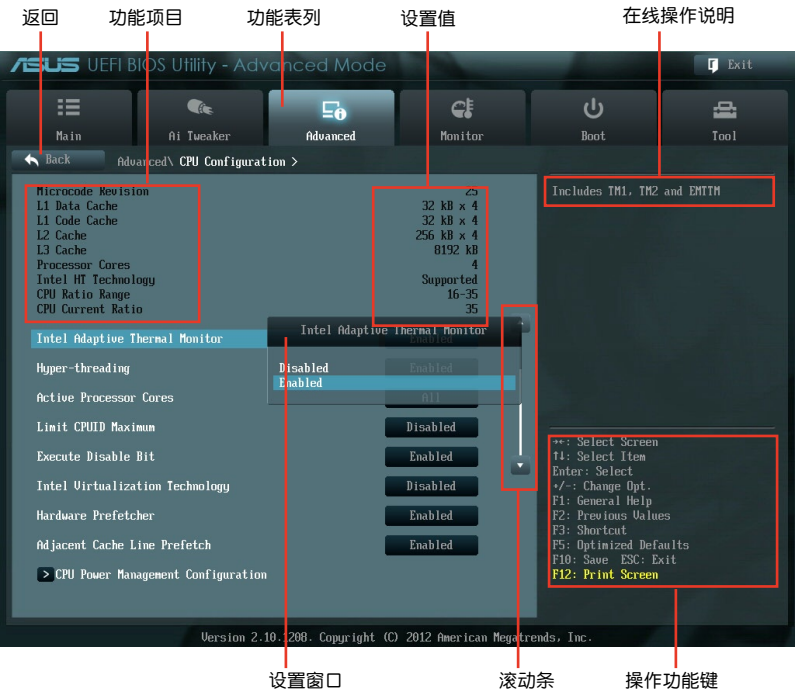 返回 功能项目 功能表列 设置值 在线操作说明
ASUS UEFI BIOS Utility - Advanced Mode Exit
Main Ai Tweaker Advanced Monitor Boot Tool
Back Advanced\ CPU Configuration >
Microcode Revision 25
L1 Data Cache 32 kB x 4
L1 Code Cache 32 kB x 4
L2 Cache 256 kB x 4
L3 Cache 8192 kB
Processor Cores 4
Intel HT Technology Supported
CPU Ratio Range 16-35
CPU Current Ratio 35
Includes TM1, TM2 and EMTTM
Intel Adaptive Thermal Monitor Enabled
Intel Adaptive Thermal Monitor
Disabled
Enabled
Hyper-threading Enabled
Active Processor Cores All
Limit CPUID Maximum Disabled
Execute Disable Bit Enabled
Intel Virtualization Technology Disabled
Hardware Prefetcher Enabled
Adjacent Cache Line Prefetch Enabled
> CPU Power Management Configuration
→←: Select Screen
↑↓: Select Item
Enter: Select
+/-: Change Opt.
F1: General Help
F2: Previous Values
F3: Shortcut
F5: Optimized Defaults
F10: Save ESC: Exit
F12: Print Screen
Version 2.10.1208. Copyright (C) 2012 American Megatrends, Inc.
设置窗口 滚动条 操作功能键